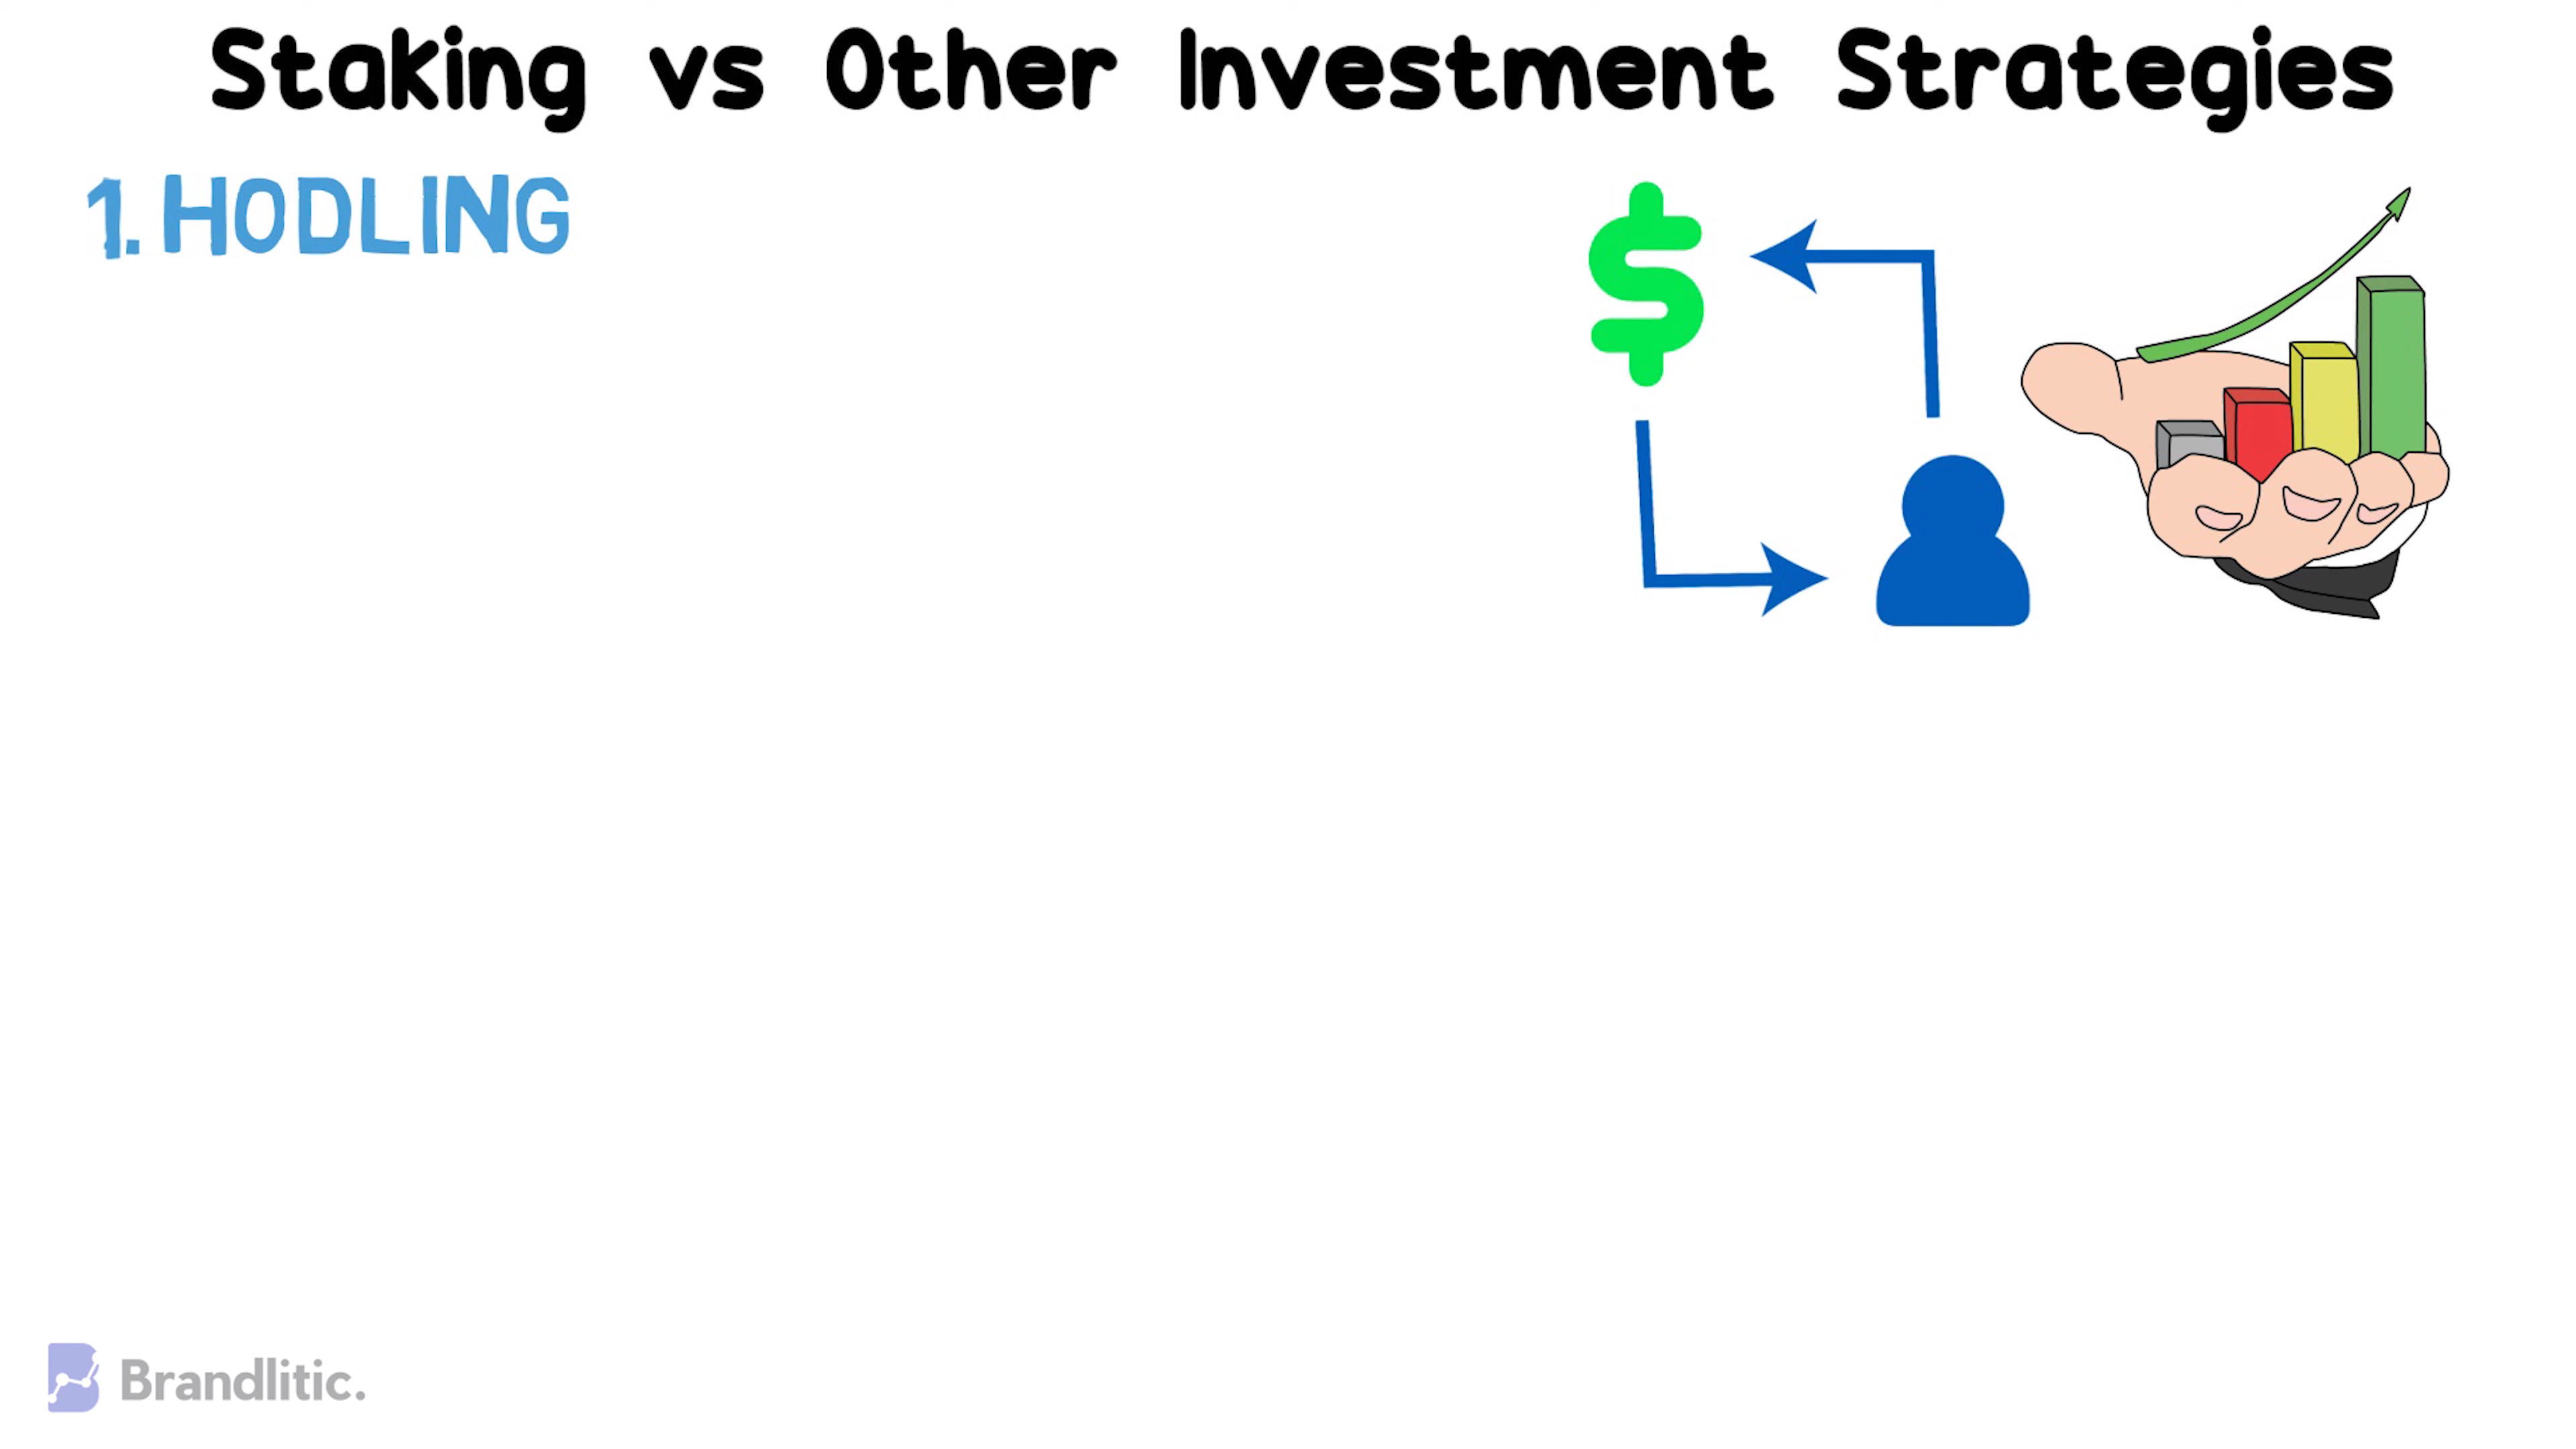 Staking vs Other Investment Strategies
1. HODLING
$
Brandlitic.